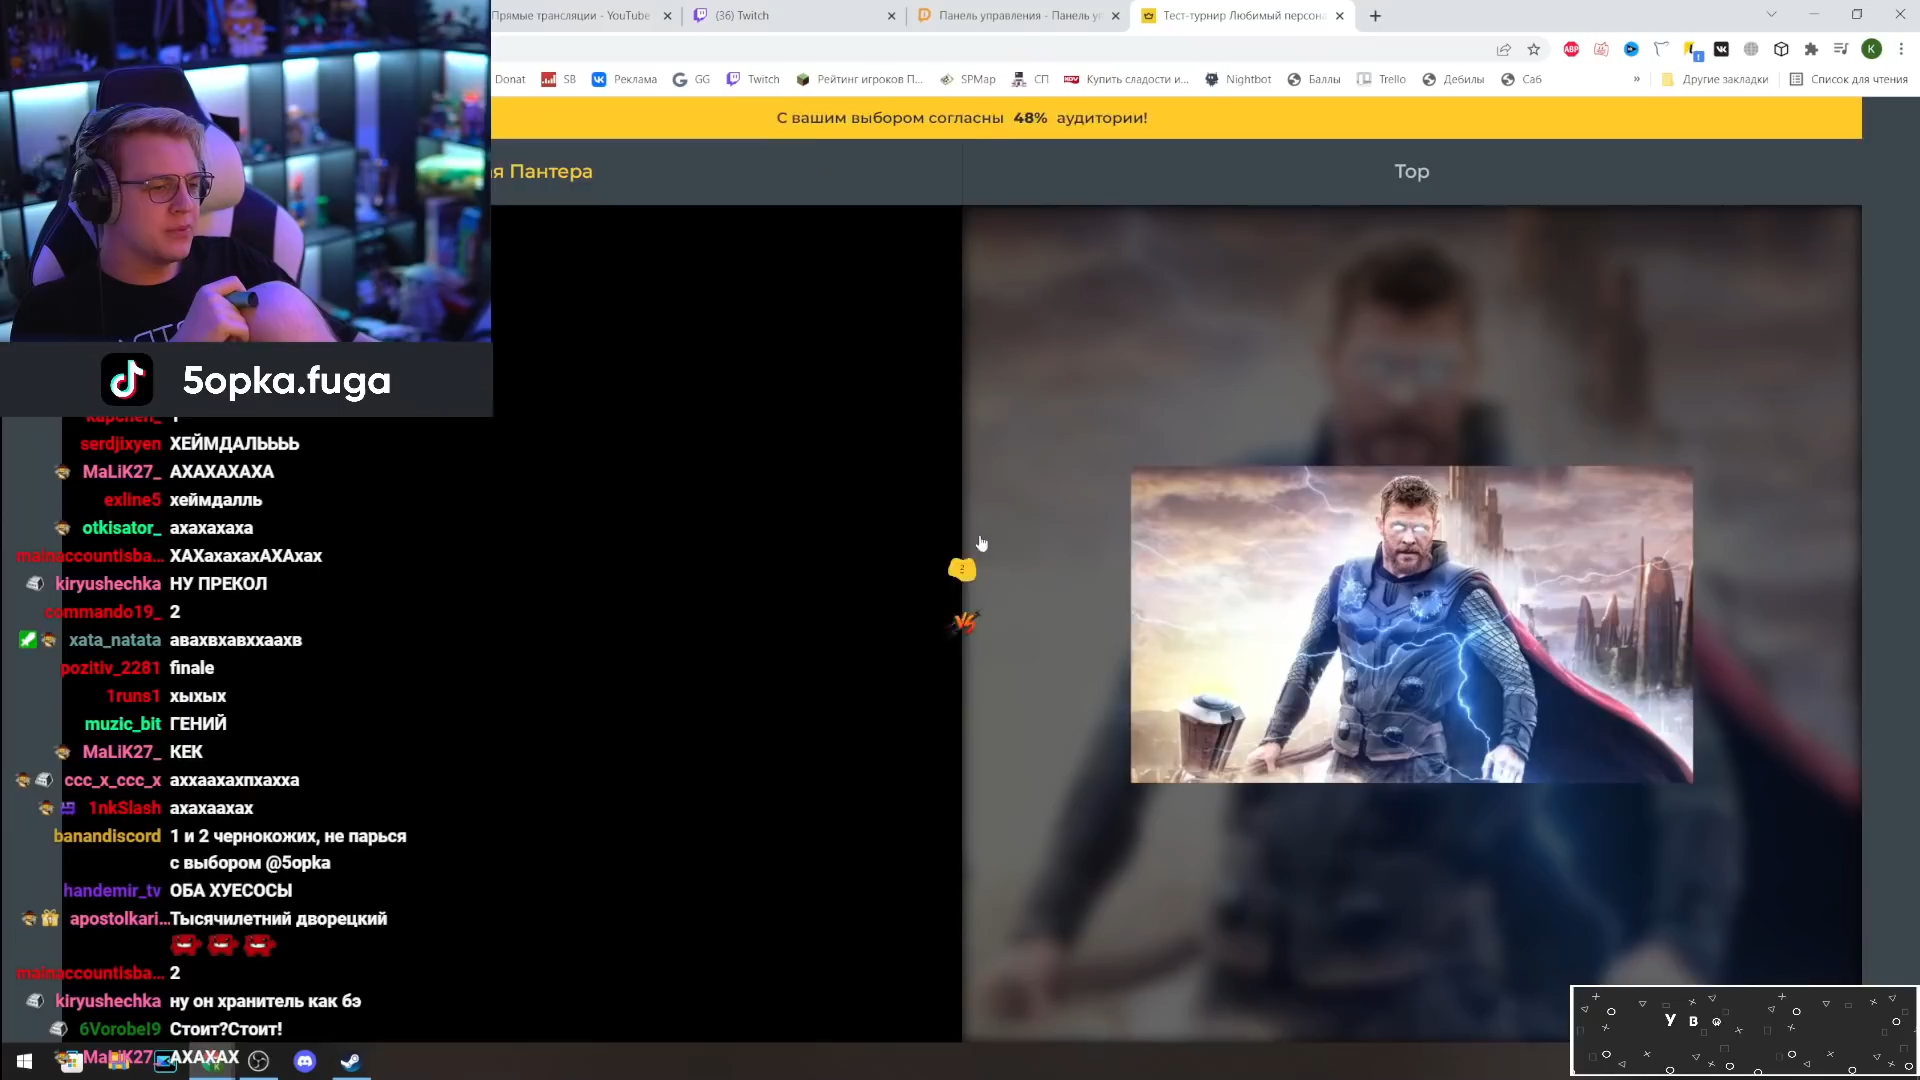 Прямые трансляции - YouTube
(36) Twitch
Панель управления - Панель у
Тест-турнир Любимый персона
ABP
K
Donat
SB
Реклама
GG
Twitch
Рейтинг игроков П...
SPMap
СП
Купить сладости и...
Nightbot
Баллы
Trello
Дебилы
Саб
»
Другие закладки
Список для чтения
С вашим выбором согласны 48% аудитории!
я Пантера
Тор
5opka.fuga
kapchen_
serdjixyen ХЕЙМДАЛЬЬЬЬ
MaLiK27_ АХАХАХАХА
exline5 хеймдалль
otkisator_ ахахахаха
mainaccountisba... ХАХахахахАХАхах
kiryushechka НУ ПРЕКОЛ
commando19_ 2
xata_natata авахвхавххаахв
pozitiv_2281 finale
1runs1 хыхых
muzic_bit ГЕНИЙ
MaLiK27_ КЕК
ccc_x_ccc_x аххаахахпхахха
1nkSlash ахахаахах
banandiscord 1 и 2 чернокожих, не парься
с выбором @5opka
handemir_tv ОБА ХУЕСОСЫ
apostolkari... Тысячилетний дворецкий
mainaccountisba... 2
kiryushechka ну он хранитель как бэ
6Vorobel9 Стоит?Стоит!
MaLiK27_ АХАХАХ
2
VS
У В О